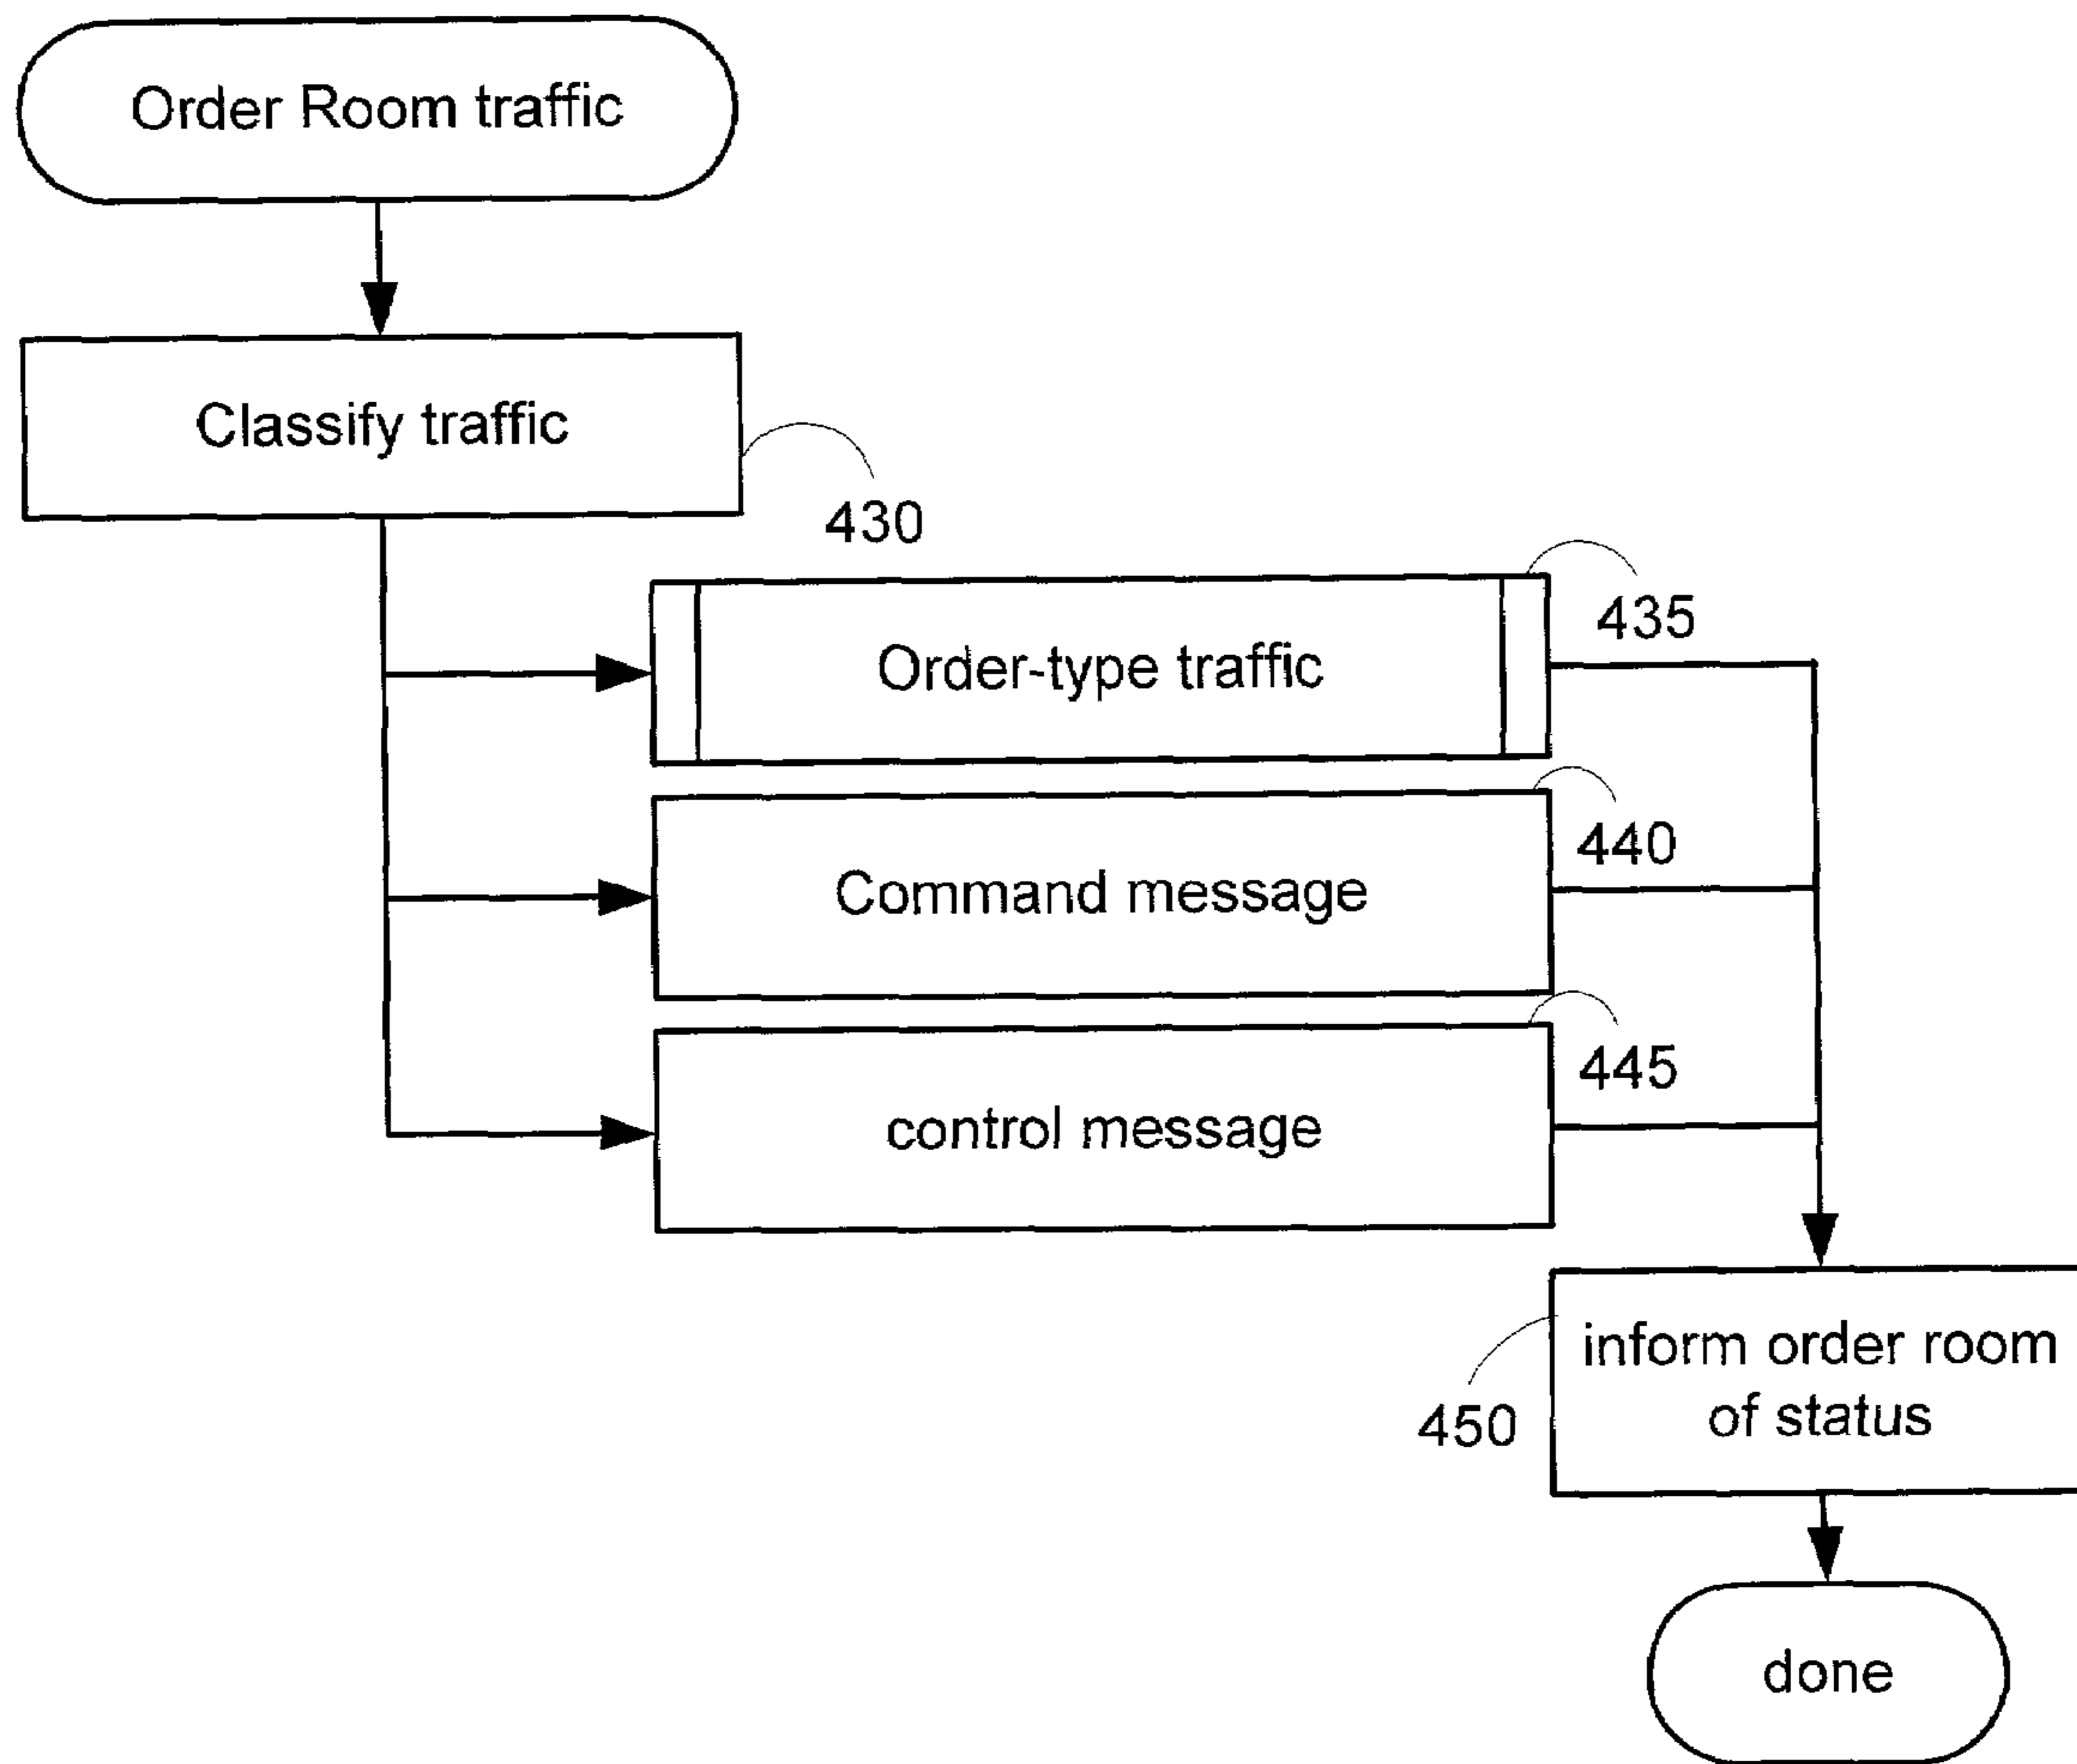 Order Room traffic
Classify traffic
430
435
Order-type traffic
440
Command message
445
control message
inform order room
of status
450
done